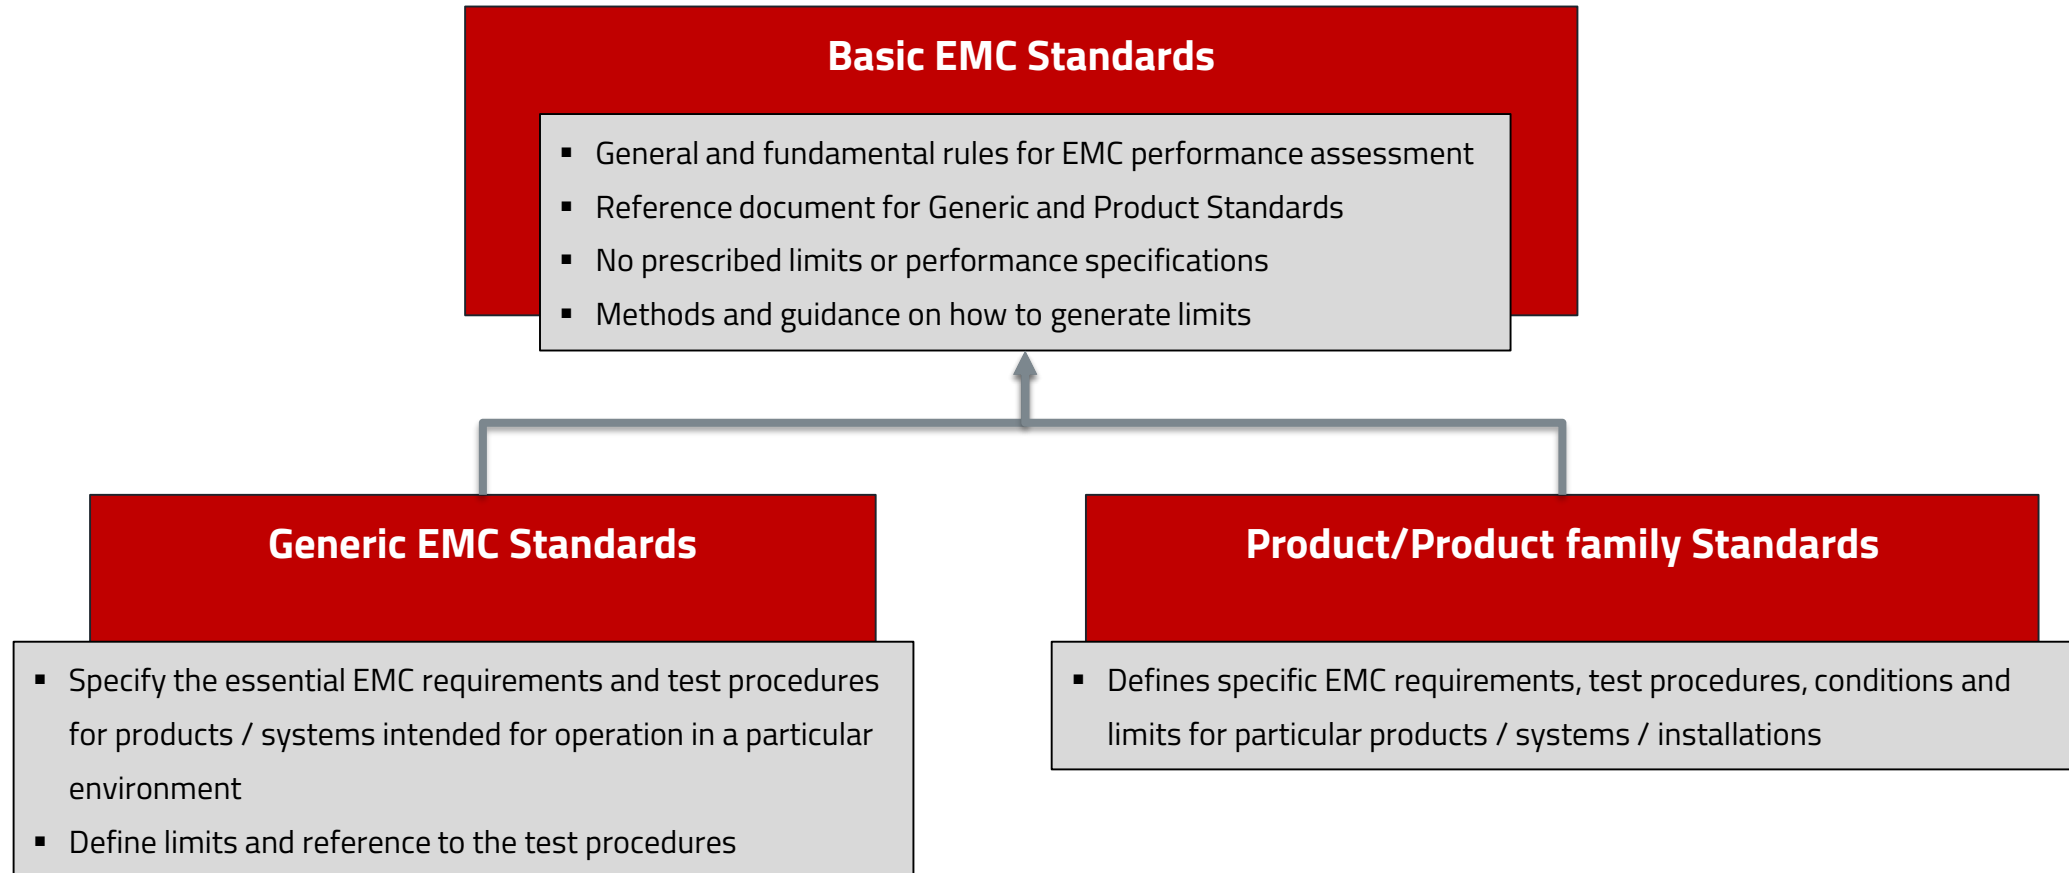 Basic EMC Standards
▪ General and fundamental rules for EMC performance assessment
▪ Reference document for Generic and Product Standards
▪ No prescribed limits or performance specifications
▪ Methods and guidance on how to generate limits
Generic EMC Standards
▪ Specify the essential EMC requirements and test procedures
for products / systems intended for operation in a particular
environment
▪ Define limits and reference to the test procedures
Product/Product family Standards
▪ Defines specific EMC requirements, test procedures, conditions and
limits for particular products / systems / installations